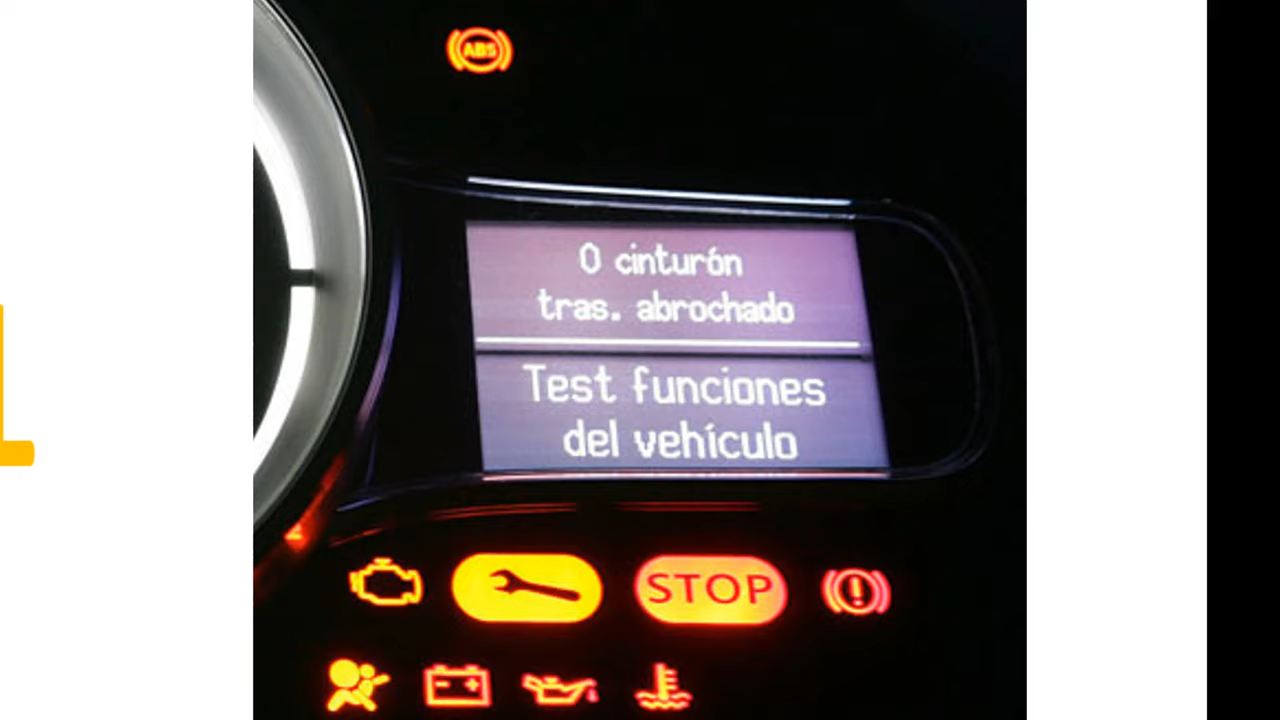 ABS
0 cinturón
tras. abrochado
Test funciones
del vehículo
STOP